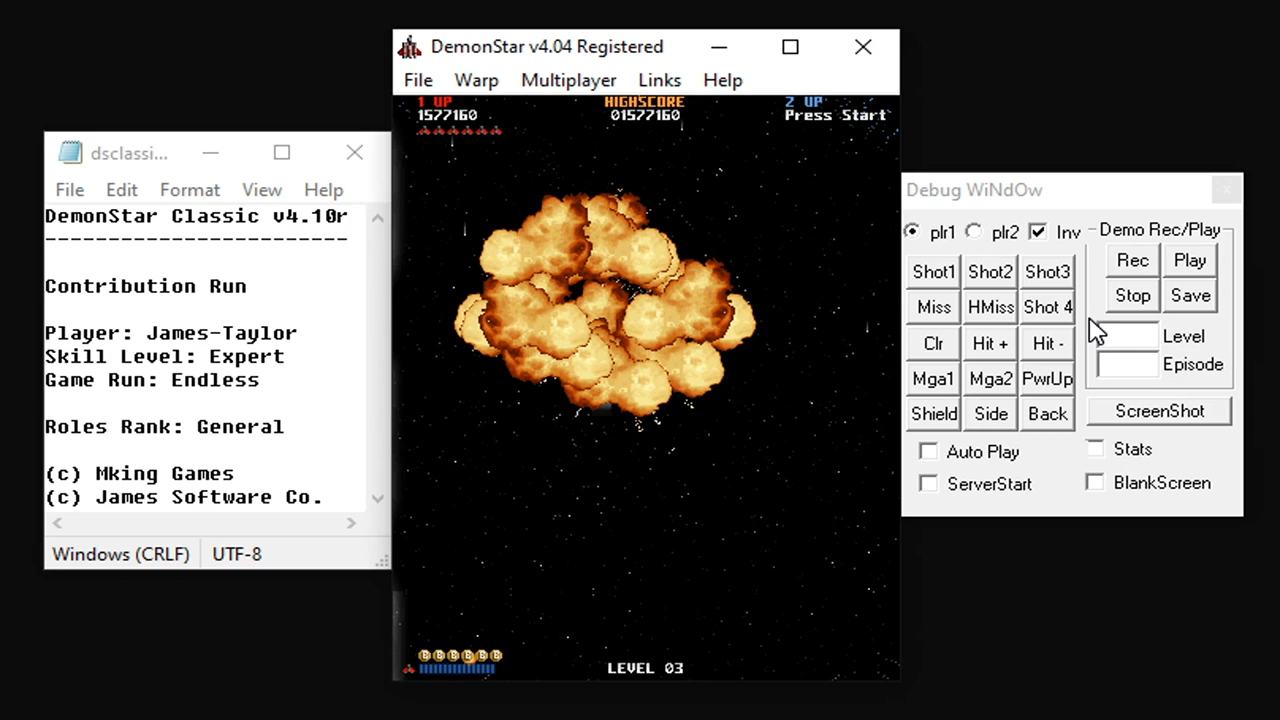 dsclassi...
File Edit Format View Help
DemonStar Classic v4.10r
-------------------------
Contribution Run
Player: James-Taylor
Skill Level: Expert
Game Run: Endless
Roles Rank: General
(c) Mking Games
(c) James Software Co.
Windows (CRLF) UTF-8
DemonStar v4.04 Registered
File Warp Multiplayer Links Help
1 UP HIGHSCORE 2 UP
1577160 01577160 Press Start
B B B B B B
LEVEL 03
Debug WiNdOw
plr1 plr2 Inv Demo Rec/Play
Shot1 Shot2 Shot3 Rec Play
Miss HMiss Shot 4 Stop Save
Clr Hit + Hit - Level
Mga1 Mga2 PwrUp Episode
Shield Side Back ScreenShot
Auto Play Stats
ServerStart BlankScreen